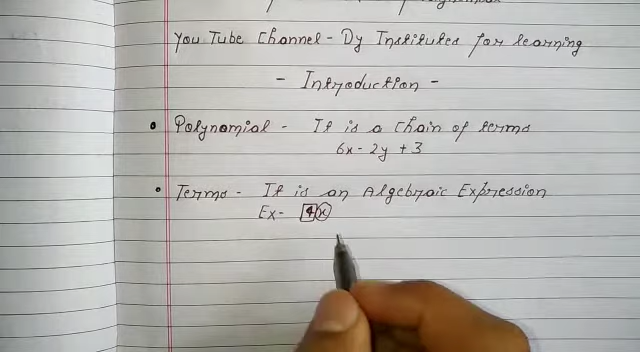 You Tube Channel - Dy Institutes for learning
- Introduction -
• Polynomial - It is a Chain of terms
6x - 2y + 3
• Terms - It is an Algebraic Expression
Ex - 4x